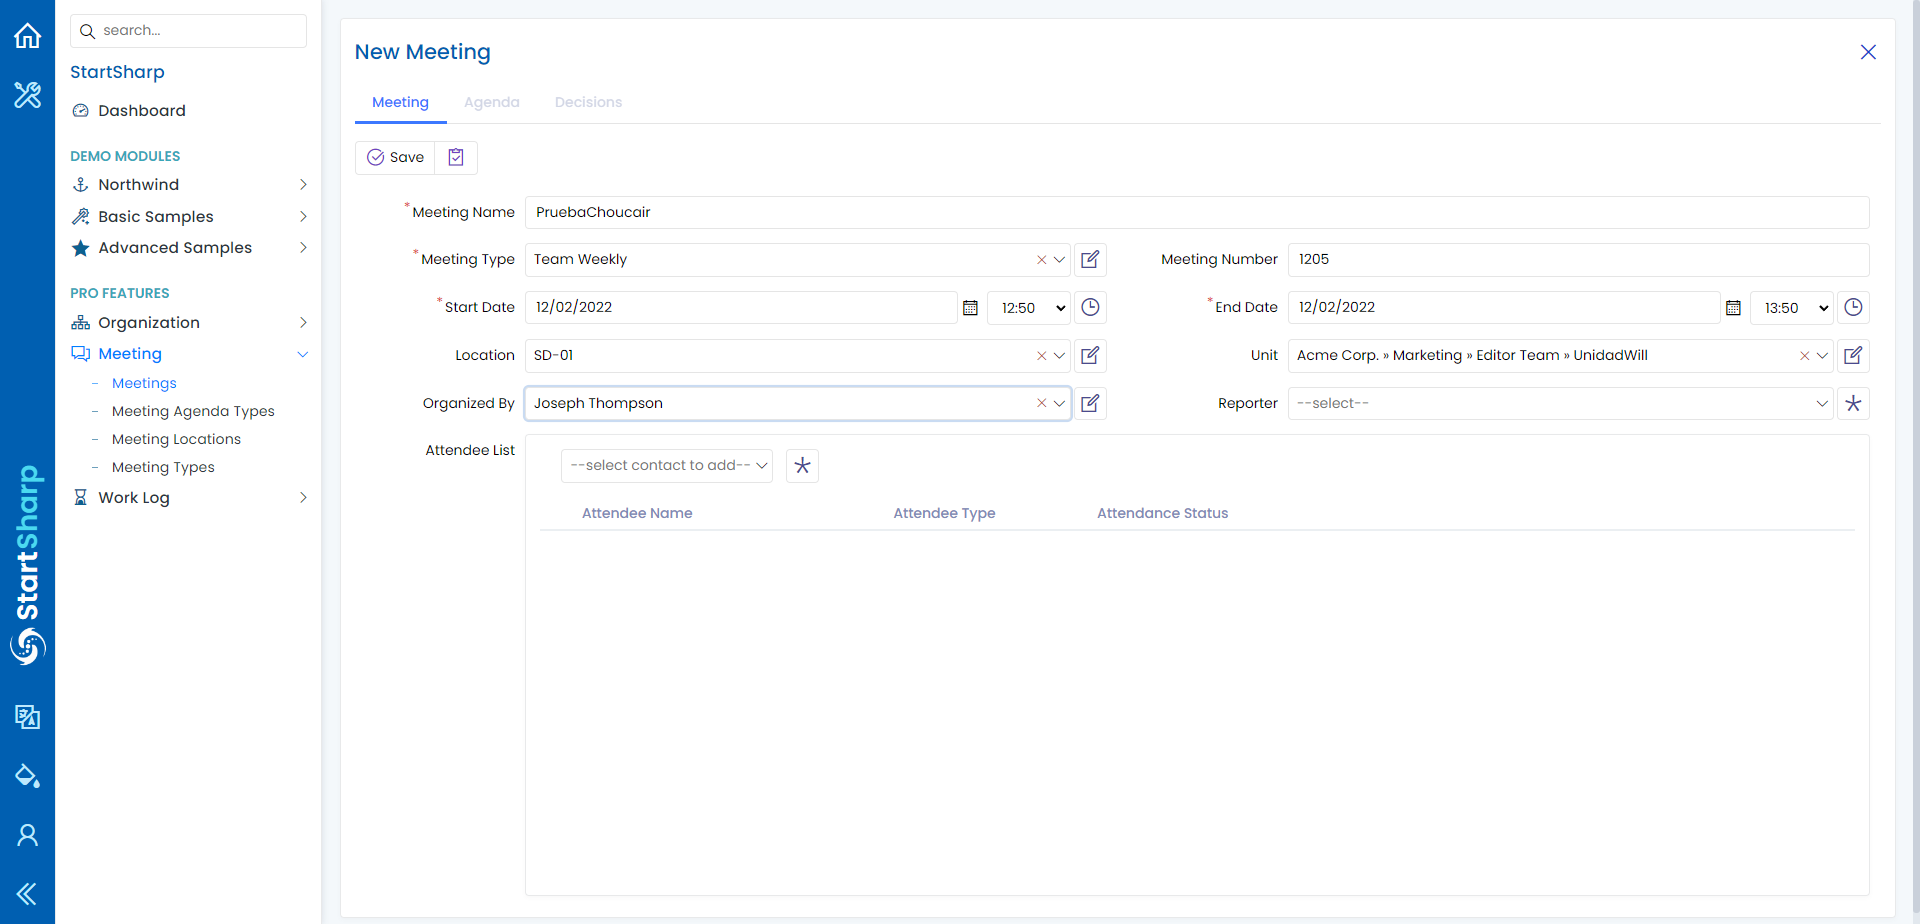 search...
StartSharp
Dashboard
DEMO MODULES
Northwind
Basic Samples
Advanced Samples
PRO FEATURES
Organization
Meeting
Meetings
Meeting Agenda Types
Meeting Locations
Meeting Types
Work Log
StartSharp
New Meeting
Meeting Agenda Decisions
Save
*Meeting Name PruebaChoucair
*Meeting Type Team Weekly Meeting Number 1205
*Start Date 12/02/2022 12:50 *End Date 12/02/2022 13:50
Location SD-01 Unit Acme Corp. » Marketing » Editor Team » UnidadWill
Organized By Joseph Thompson Reporter --select--
Attendee List
--select contact to add--
Attendee Name Attendee Type Attendance Status